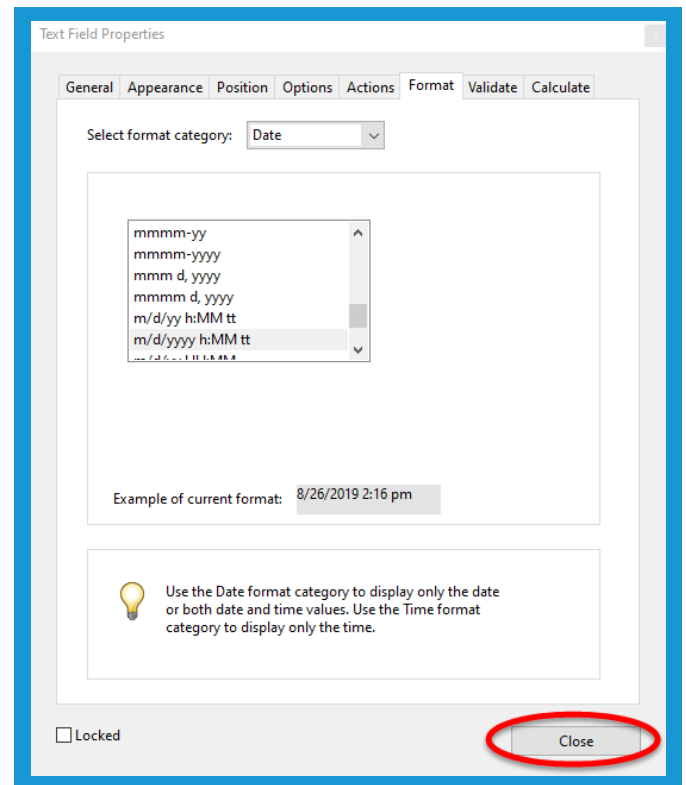 Text Field Properties
General Appearance Position Options Actions Format Validate Calculate
Select format category: Date
mmmm-yy
mmmm-yyyy
mmm d, yyyy
mmmm d, yyyy
m/d/yy h:MM tt
m/d/yyyy h:MM tt
Example of current format: 8/26/2019 2:16 pm
Use the Date format category to display only the date
or both date and time values. Use the Time format
category to display only the time.
Locked
Close